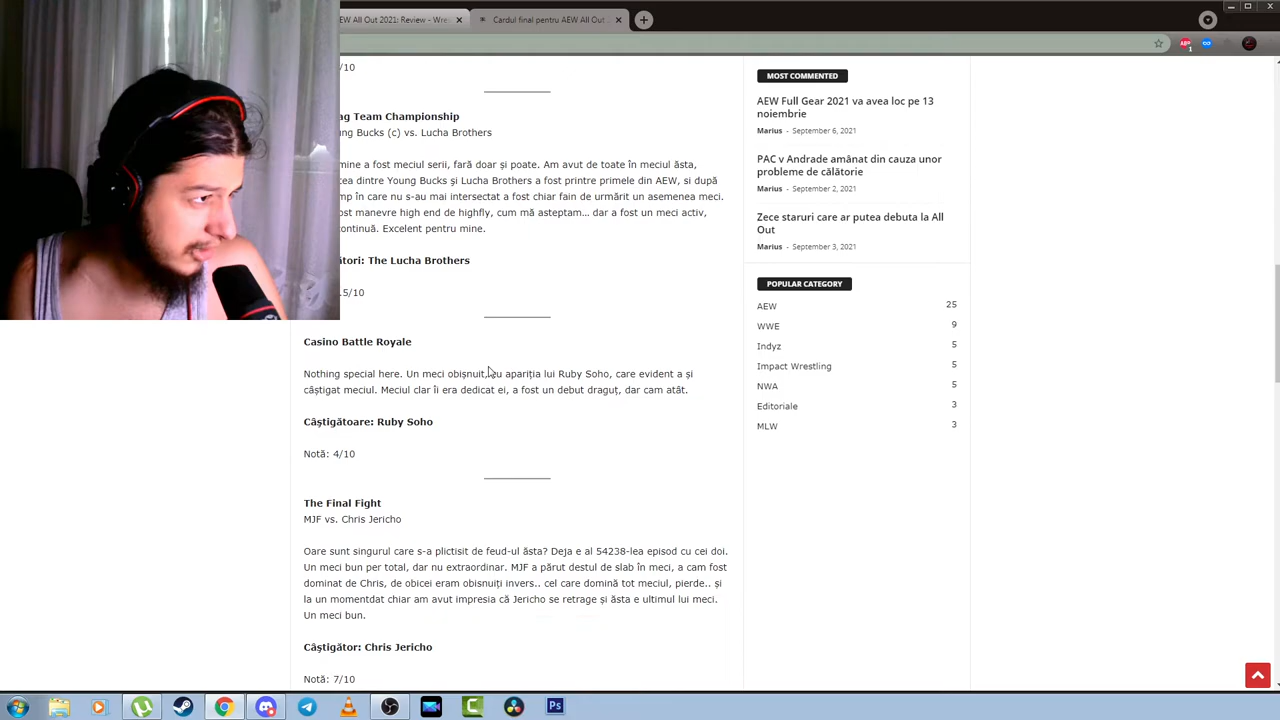 AEW All Out 2021: Review - Wres
Cardul final pentru AEW All Out
/10
ag Team Championship
ng Bucks (c) vs. Lucha Brothers
mine a fost meciul serii, fară doar și poate. Am avut de toate în meciul ăsta,
cea dintre Young Bucks şi Lucha Brothers a fost printre primele din AEW, si după
mp în care nu s-au mai intersectat a fost chiar fain de urmărit un asemenea meci.
ost manevre high end de highfly, cum mă asteptam... dar a fost un meci activ,
continuă. Excelent pentru mine.
ători: The Lucha Brothers
.5/10
Casino Battle Royale
Nothing special here. Un meci obișnuit, cu apariția lui Ruby Soho, care evident a și
câștigat meciul. Meciul clar îi era dedicat ei, a fost un debut draguț, dar cam atât.
Câștigătoare: Ruby Soho
Notă: 4/10
The Final Fight
MJF vs. Chris Jericho
Oare sunt singurul care s-a plictisit de feud-ul ăsta? Deja e al 54238-lea episod cu cei doi.
Un meci bun per total, dar nu extraordinar. MJF a părut destul de slab în meci, a cam fost
dominat de Chris, de obicei eram obisnuiți invers.. cel care domină tot meciul, pierde.. și
la un momentdat chiar am avut impresia că Jericho se retrage și ăsta e ultimul lui meci.
Un meci bun.
Câştigător: Chris Jericho
Notă: 7/10
MOST COMMENTED
AEW Full Gear 2021 va avea loc pe 13
noiembrie
Marius - September 6, 2021
PAC v Andrade amânat din cauza unor
probleme de călătorie
Marius - September 2, 2021
Zece staruri care ar putea debuta la All
Out
Marius - September 3, 2021
POPULAR CATEGORY
AEW 25
WWE 9
Indyz 5
Impact Wrestling 5
NWA 5
Editoriale 3
MLW 3
ABP
1
Ps